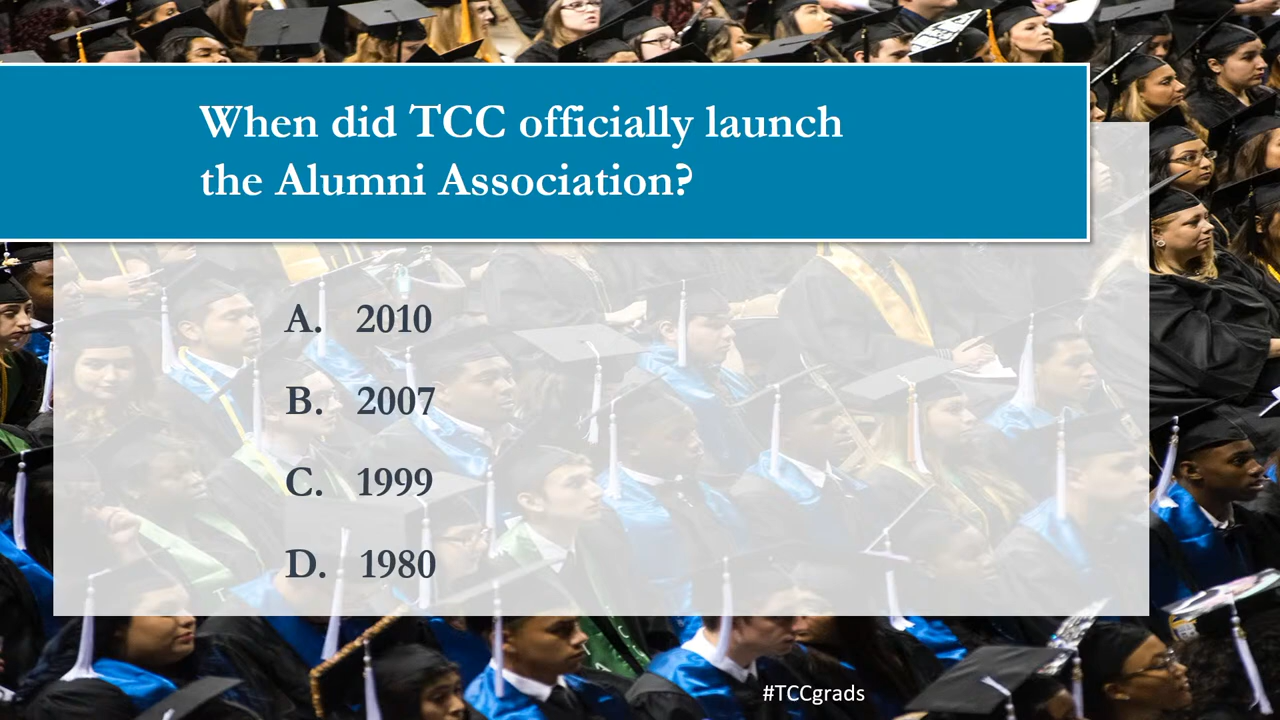 When did TCC officially launch
the Alumni Association?
A. 2010
B. 2007
C. 1999
D. 1980
#TCCgrads